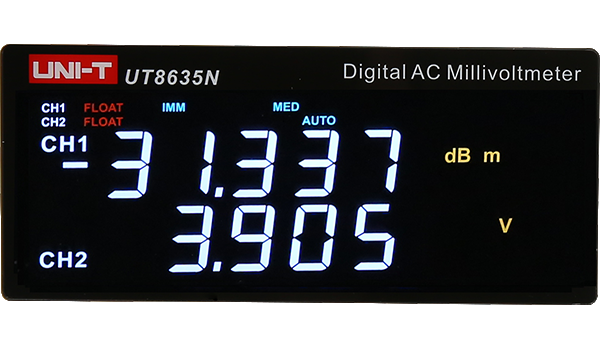 UNI-T UT8635N Digital AC Millivoltmeter
CH1 FLOAT IMM MED
CH2 FLOAT AUTO
CH1 -31.337 dB m
CH2 3.905 V